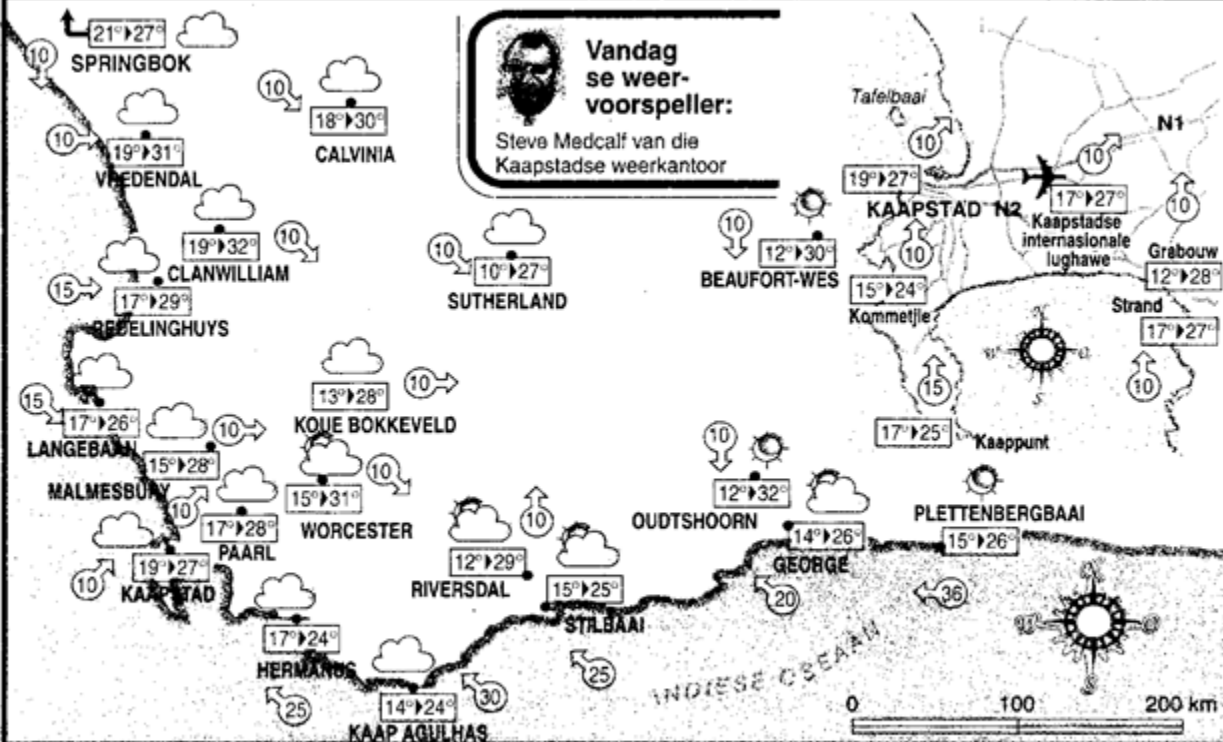 21°▶27°
SPRINGBOK
10
10
18°▶30°
CALVINIA
10
19°▶31°
VREDENDAL
Vandag
se weer-
voorspeller:
Steve Medcalf van die
Kaapstadse weerkantoor
Tafelbaai
10
N1
10
19°▶27°
KAAPSTAD
N2
17°▶27°
Kaapstadse
internasionale
lughawe
10
Grabouw
12°▶28°
10
15°▶24°
Kommetjie
Strand
17°▶27°
15
10
17°▶25°
Kaappunt
W
O
S
19°▶32°
CLANWILLIAM
10
10
10°▶27°
SUTHERLAND
10
12°▶30°
BEAUFORT-WES
15
17°▶29°
REDELINGHUYS
15
17°▶26°
LANGEBAAN
13°▶28°
KOUE BOKKEVELD
10
10
15°▶28°
MALMESBURY
10
15°▶31°
WORCESTER
10
17°▶28°
PAARL
10
19°▶27°
KAAPSTAD
10
12°▶29°
RIVERSDAL
10
15°▶25°
STILBAAI
10
12°▶32°
OUDTSHOORN
14°▶26°
GEORGE
PLETTENBERGBAAI
15°▶26°
20
36
17°▶24°
HERMANUS
25
14°▶24°
KAAP AGULHAS
30
25
INDIESE OSEAAN
0 100 200 km